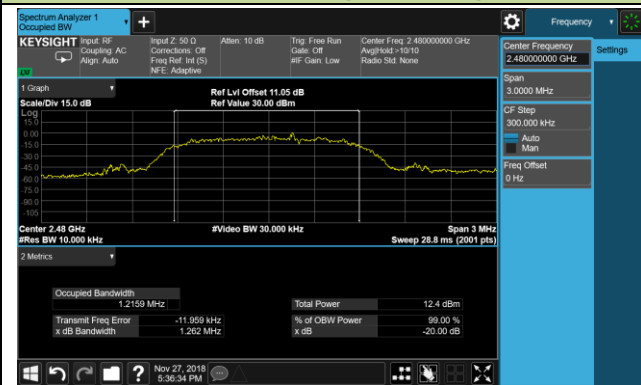 Spectrum Analyzer 1
Occupied BW
Frequency
KEYSIGHT
Input: RF
Coupling: AC
Align: Auto
Input Z: 50 Ω
Corrections: Off
Freq Ref: Int (S)
NFE: Adaptive
Atten: 10 dB
Trig: Free Run
Gate: Off
#IF Gain: Low
Center Freq: 2.480000000 GHz
Avg|Hold:>10/10
Radio Std: None
Center Frequency
2.480000000 GHz
Settings
Span
3.0000 MHz
CF Step
300.000 kHz
Auto
Man
Freq Offset
0 Hz
1 Graph
Scale/Div 15.0 dB
Ref Lvl Offset 11.05 dB
Ref Value 30.00 dBm
Log
15.0
0.00
-15.0
-30.0
-45.0
-60.0
-75.0
-90.0
-105
Center 2.48 GHz
#Res BW 10.000 kHz
#Video BW 30.000 kHz
Span 3 MHz
Sweep 28.8 ms (2001 pts)
2 Metrics
Occupied Bandwidth
1.2159 MHz
Total Power 12.4 dBm
Transmit Freq Error -11.959 kHz
% of OBW Power 99.00 %
x dB Bandwidth 1.262 MHz
x dB -20.00 dB
?
Nov 27, 2018
5:36:34 PM